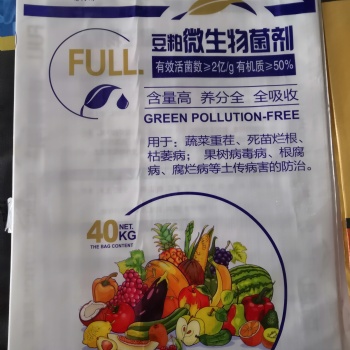 FULL.
豆粕微生物菌剂
有效活菌数≥2亿/g 有机质≥50%
含量高 养分全 全吸收
GREEN POLLUTION-FREE
用于：蔬菜重茬、死苗烂根、
枯萎病；果树病毒病、根腐
病、腐烂病等土传病害的防治。
40 NET. KG
THE BAG CONTENT